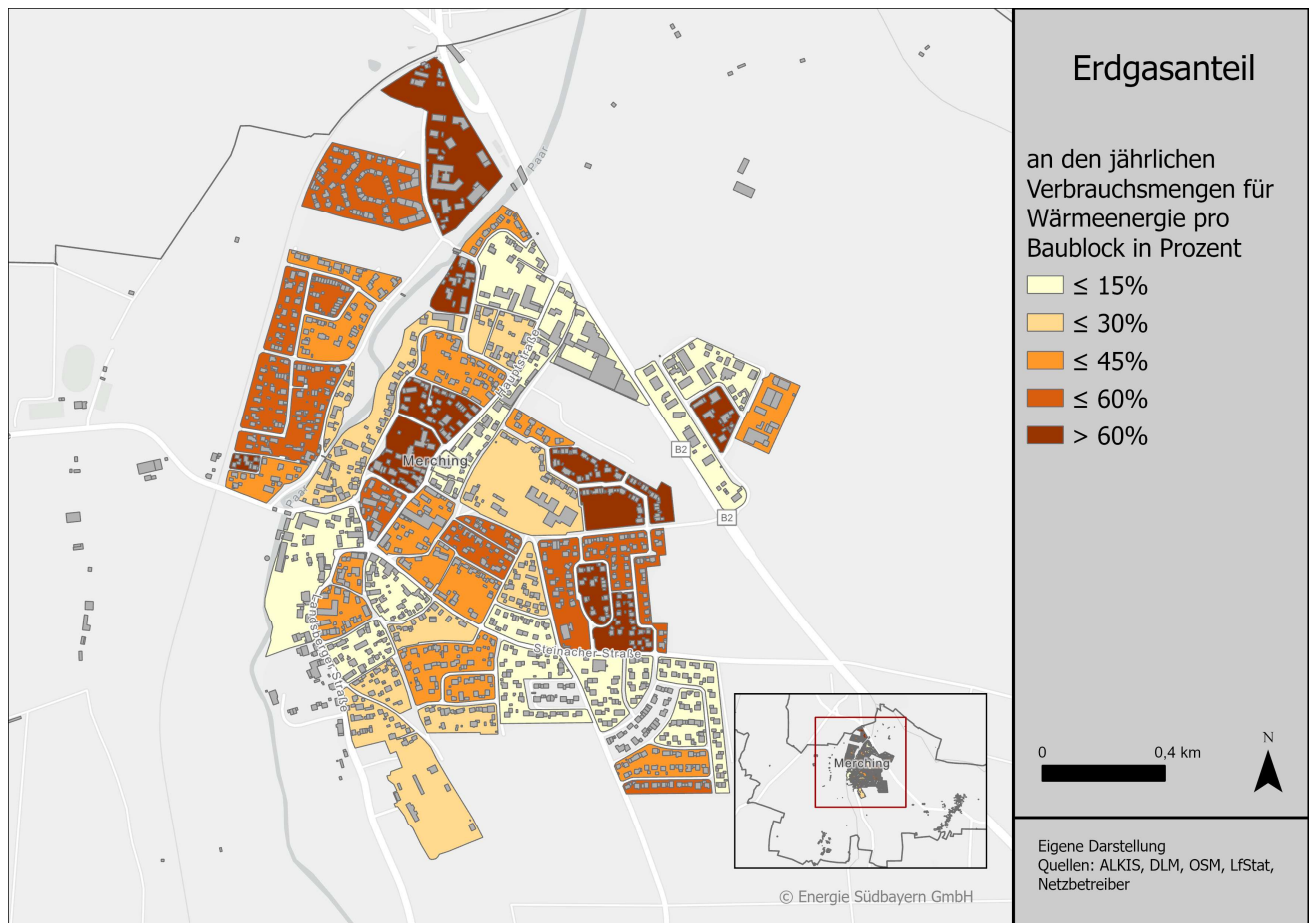 Erdgasanteil
an den jährlichen
Verbrauchsmengen für
Wärmeenergie pro
Baublock in Prozent
≤ 15%
≤ 30%
≤ 45%
≤ 60%
> 60%
0 0,4 km
N
Eigene Darstellung
Quellen: ALKIS, DLM, OSM, LfStat,
Netzbetreiber
Paar
Hauptstraße
B2
Merching
Paar
B2
Landsberger Straße
Steinacher Straße
Merching
© Energie Südbayern GmbH